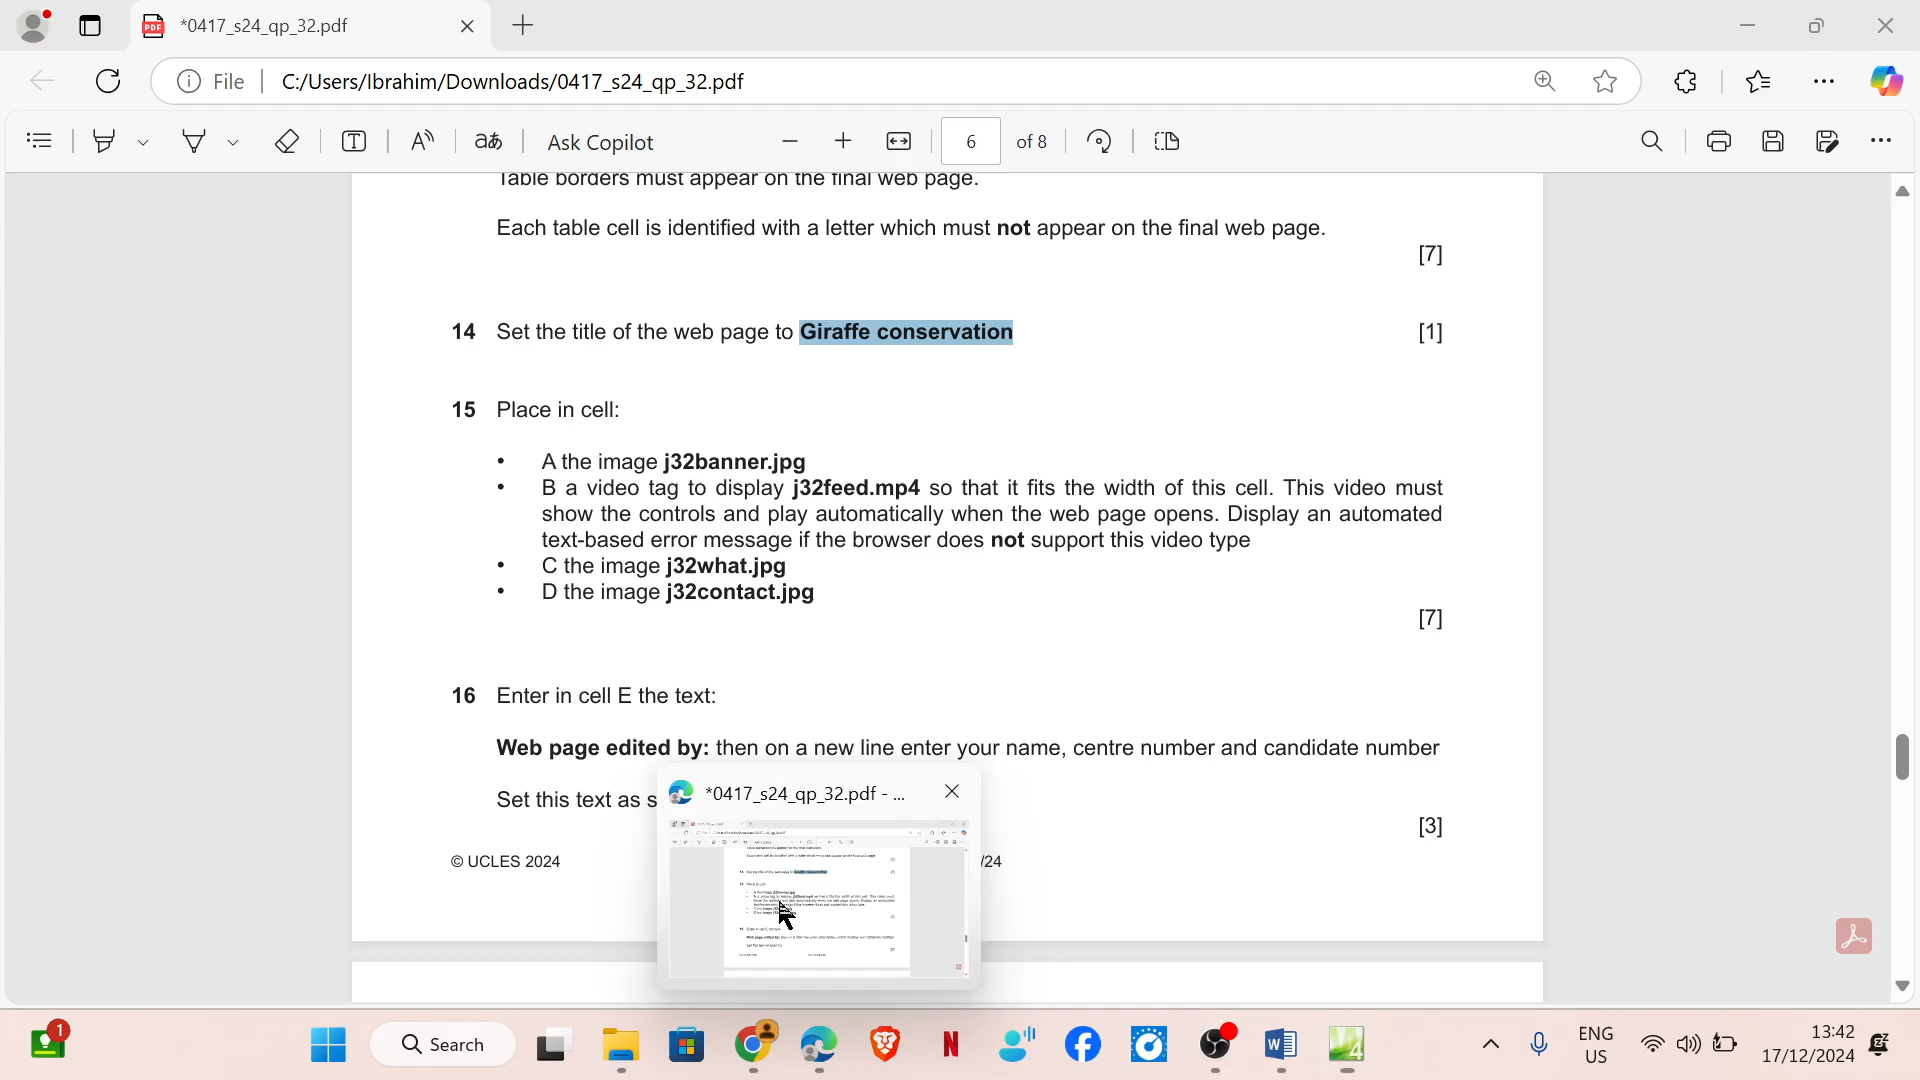 *0417_s24_qp_32.pdf
File
C:/Users/Ibrahim/Downloads/0417_s24_qp_32.pdf
Ask Copilot
6
of 8
Table borders must appear on the final web page.
Each table cell is identified with a letter which must not appear on the final web page.
[7]
14 Set the title of the web page to Giraffe conservation [1]
15 Place in cell:
• A the image j32banner.jpg
• B a video tag to display j32feed.mp4 so that it fits the width of this cell. This video must
show the controls and play automatically when the web page opens. Display an automated
text-based error message if the browser does not support this video type
• C the image j32what.jpg
• D the image j32contact.jpg
[7]
16 Enter in cell E the text:
Web page edited by: then on a new line enter your name, centre number and candidate number
Set this text as s
[3]
© UCLES 2024
/24
*0417_s24_qp_32.pdf - ...
1
Search
ENG
US
13:42
17/12/2024